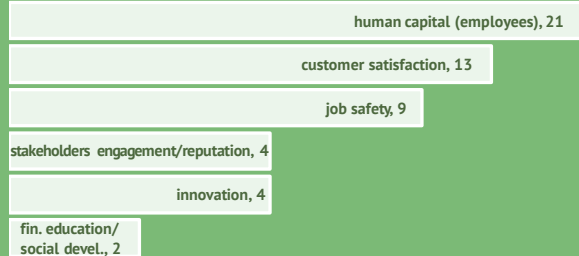 human capital (employees), 21
customer satisfaction, 13
job safety, 9
stakeholders engagement/reputation, 4
innovation, 4
fin. education/
social devel., 2